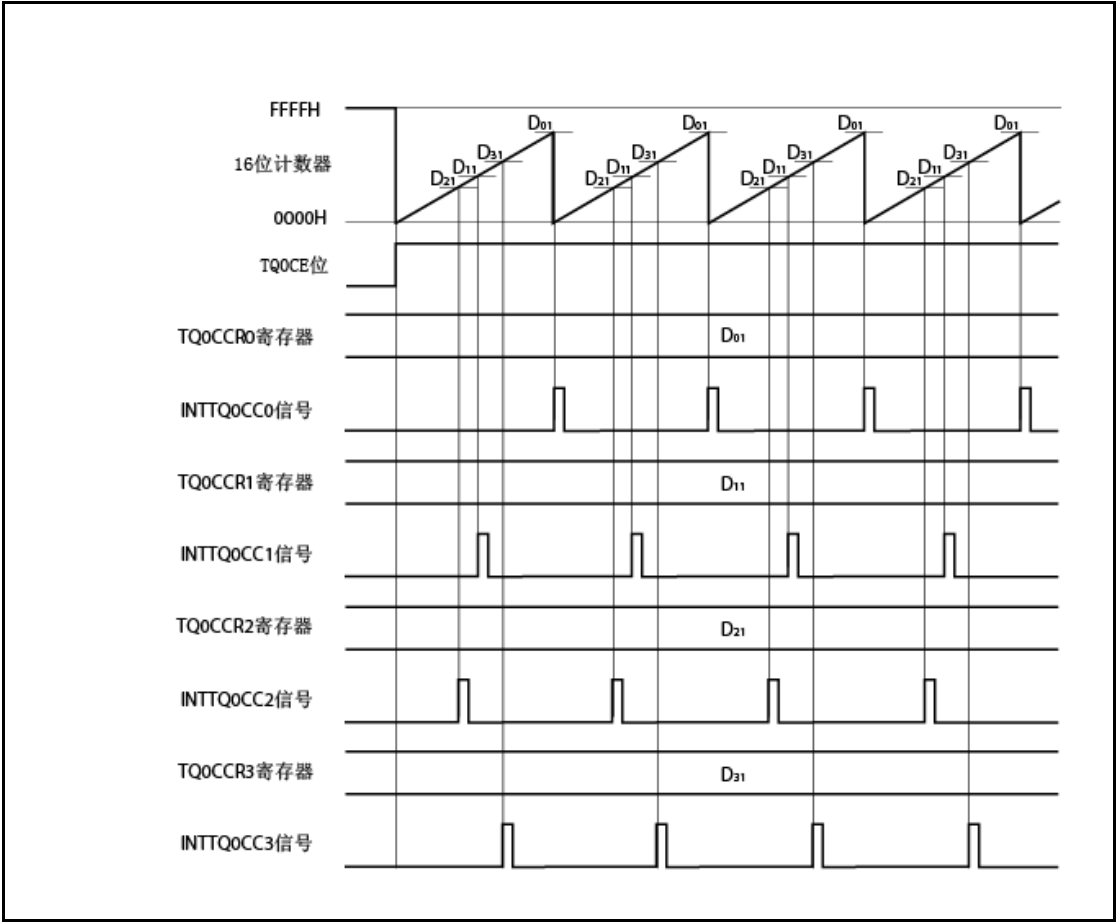 FFFFH
D01 D01 D01 D01
16位计数器
D31 D31 D31 D31
D11 D11 D11 D11
D21 D21 D21 D21
0000H
TQ0CE位
TQ0CCR0寄存器
D01
INTTQ0CC0信号
TQ0CCR1寄存器
D11
INTTQ0CC1信号
TQ0CCR2寄存器
D21
INTTQ0CC2信号
TQ0CCR3寄存器
D31
INTTQ0CC3信号